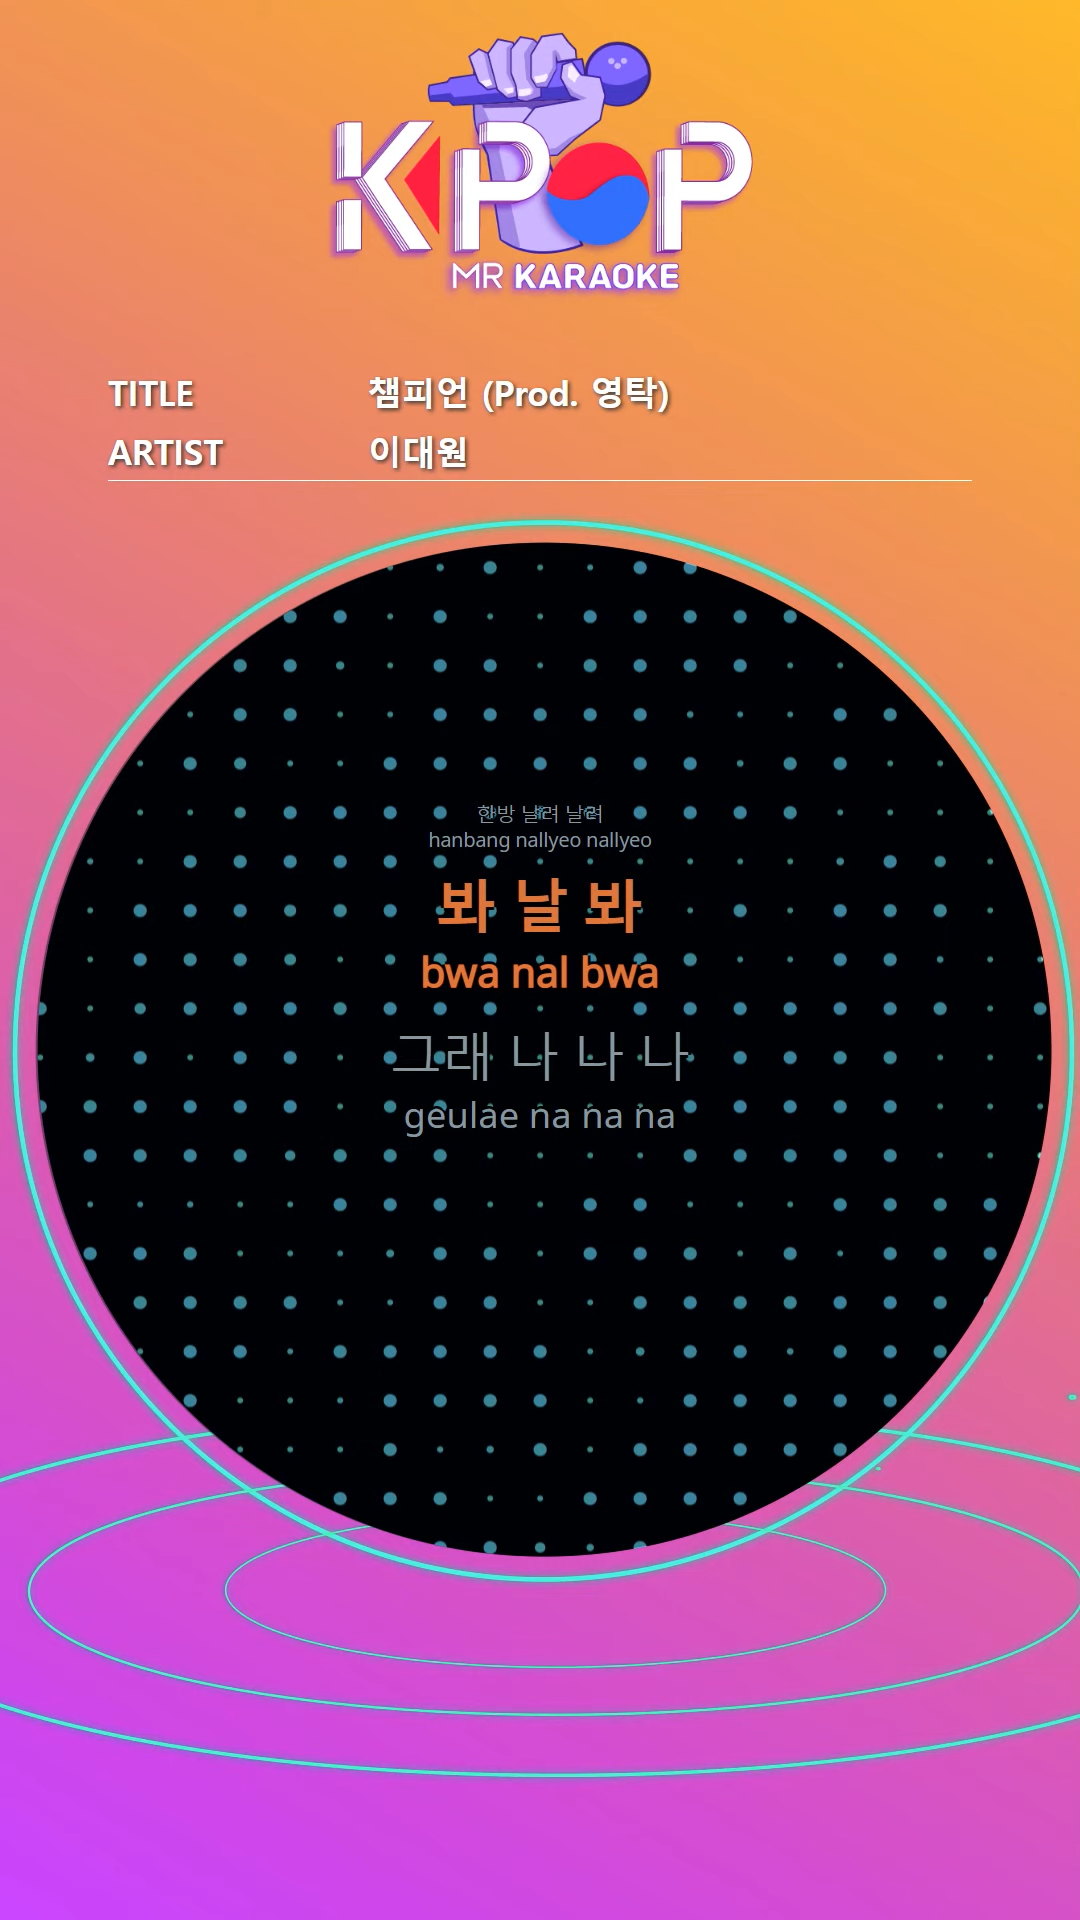 KPOP
MR KARAOKE
TITLE 챔피언 (Prod. 영탁)
ARTIST 이대원
한방 날려 날려
hanbang nallyeo nallyeo
봐 날 봐
bwa nal bwa
그래 나 나 나
geulae na na na